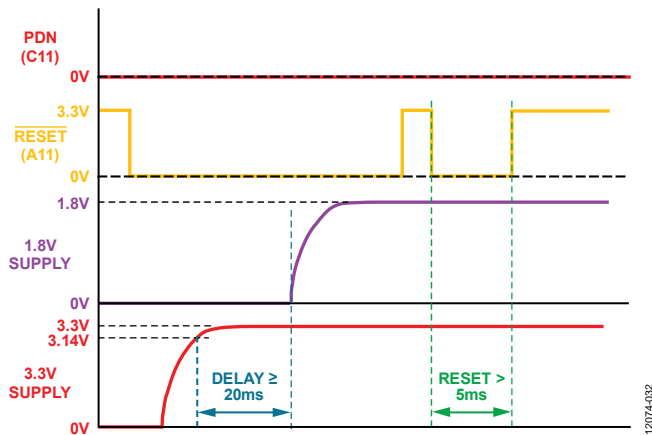 PDN
(C11)
0V
3.3V
RESET
(A11)
0V
1.8V
1.8V
SUPPLY
0V
3.3V
3.14V
3.3V
SUPPLY
0V
DELAY ≥
20ms
RESET >
5ms
12074-032